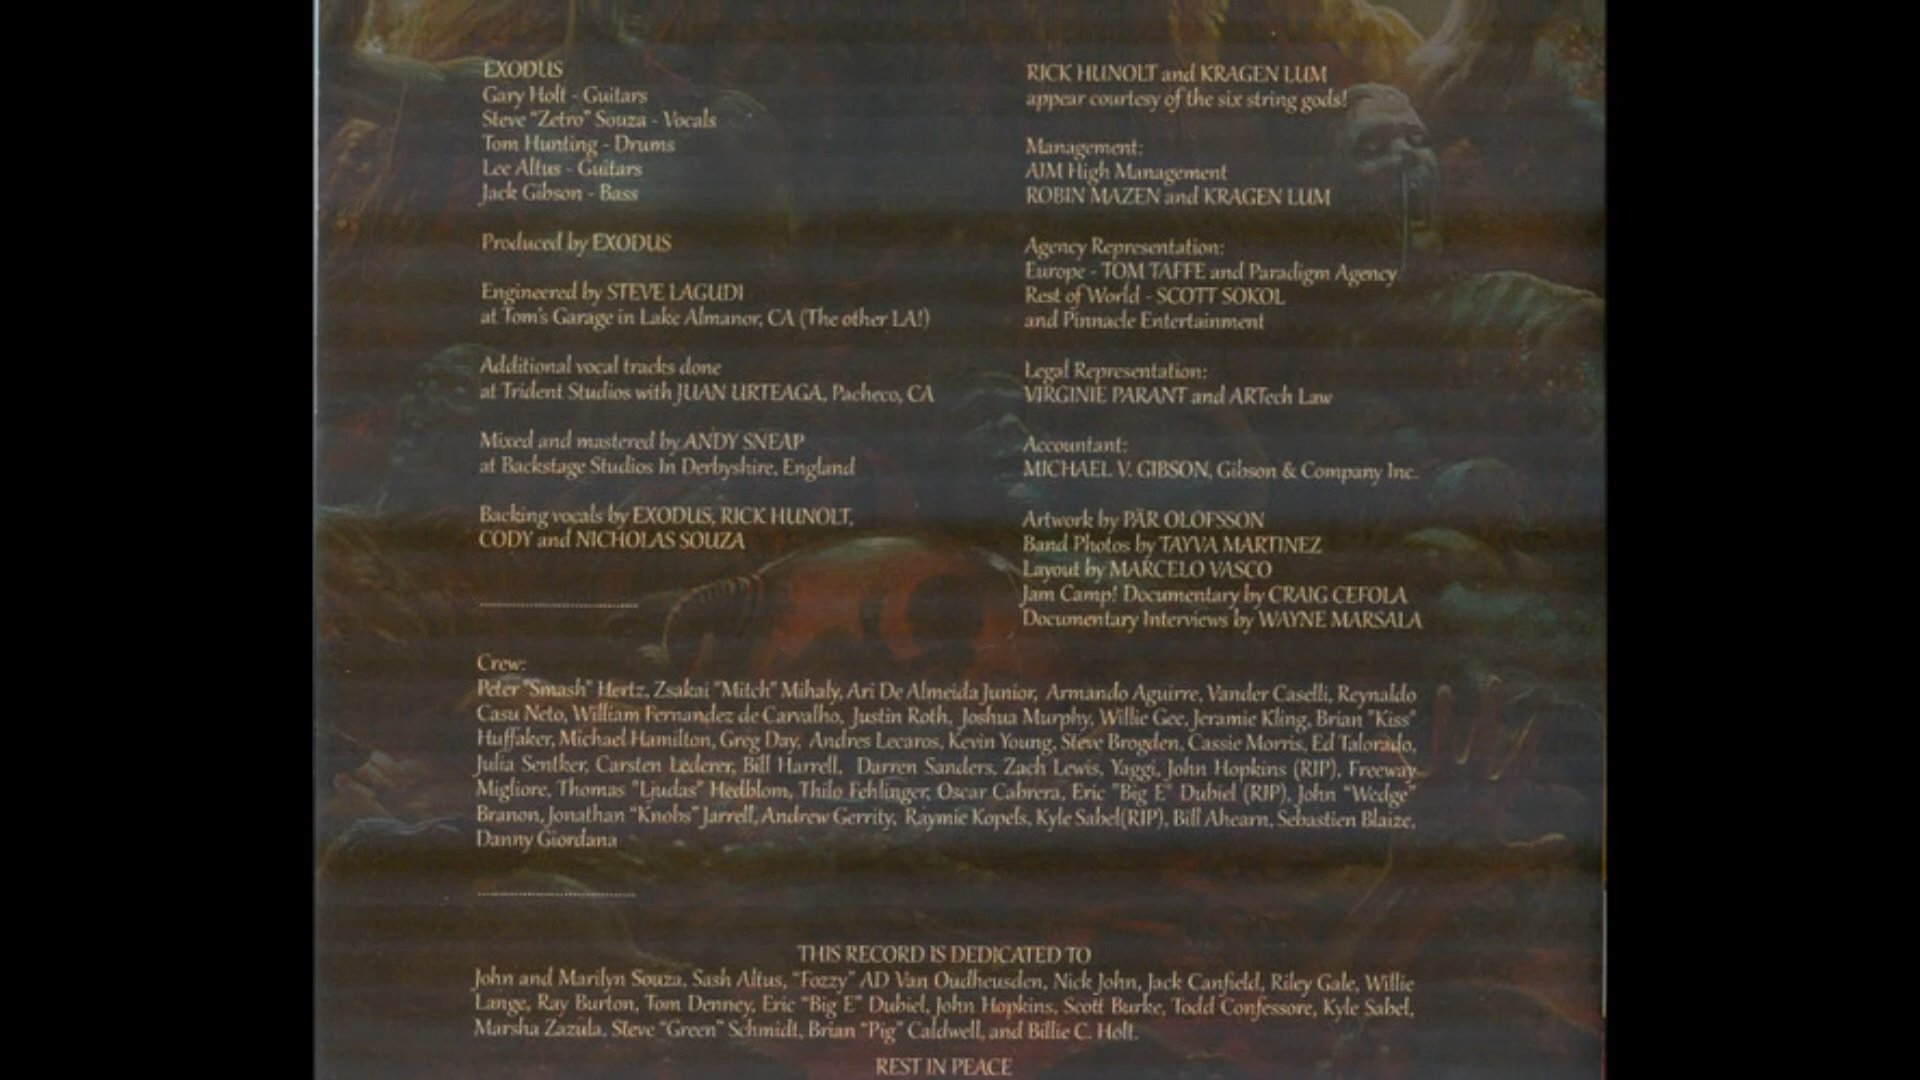 EXODUS
Gary Holt - Guitars
Steve "Zetro" Souza - Vocals
Tom Hunting - Drums
Lee Altus - Guitars
Jack Gibson - Bass
Produced by EXODUS
Engineered by STEVE LAGUDI
at Tom's Garage in Lake Almanor, CA (The other LA!)
Additional vocal tracks done
at Trident Studios with JUAN URTEAGA, Pacheco, CA
Mixed and mastered by ANDY SNEAP
at Backstage Studios In Derbyshire, England
Backing vocals by EXODUS, RICK HUNOLT,
CODY and NICHOLAS SOUZA
RICK HUNOLT and KRAGEN LUM
appear courtesy of the six string gods!
Management:
AIM High Management
ROBIN MAZEN and KRAGEN LUM
Agency Representation:
Europe - TOM TAFFE and Paradigm Agency
Rest of World - SCOTT SOKOL
and Pinnacle Entertainment
Legal Representation:
VIRGINIE PARANT and ARTech Law
Accountant:
MICHAEL V. GIBSON, Gibson & Company Inc.
Artwork by PÄR OLOFSSON
Band Photos by TAYVA MARTINEZ
Layout by MARCELO VASCO
Jam Camp! Documentary by CRAIG CEFOLA
Documentary Interviews by WAYNE MARSALA
Crew:
Peter "Smash" Hertz, Zsakai "Mitch" Mihaly, Ari De Almeida Junior, Armando Aguirre, Vander Caselli, Reynaldo
Casu Neto, William Fernandez de Carvalho, Justin Roth, Joshua Murphy, Willie Gee, Jeramie Kling, Brian "Kiss"
Huffaker, Michael Hamilton, Greg Day, Andres Lecaros, Kevin Young, Steve Brogden, Cassie Morris, Ed Talorado,
Julia Sentker, Carsten Lederer, Bill Harrell, Darren Sanders, Zach Lewis, Yaggi, John Hopkins (RIP), Freeway
Migliore, Thomas "Ljudas" Hedblom, Thilo Fehlinger, Oscar Cabrera, Eric "Big E" Dubiel (RIP), John "Wedge"
Branon, Jonathan "Knobs" Jarrell, Andrew Gerrity, Raymie Kopels, Kyle Sabel(RIP), Bill Ahearn, Sebastien Blaize,
Danny Giordana
THIS RECORD IS DEDICATED TO
John and Marilyn Souza, Sash Altus, "Fozzy" AD Van Oudheusden, Nick John, Jack Canfield, Riley Gale, Willie
Lange, Ray Burton, Tom Denney, Eric "Big E" Dubiel, John Hopkins, Scott Burke, Todd Confessore, Kyle Sabel,
Marsha Zazula, Steve "Green" Schmidt, Brian "Pig" Caldwell, and Billie C. Holt.
REST IN PEACE